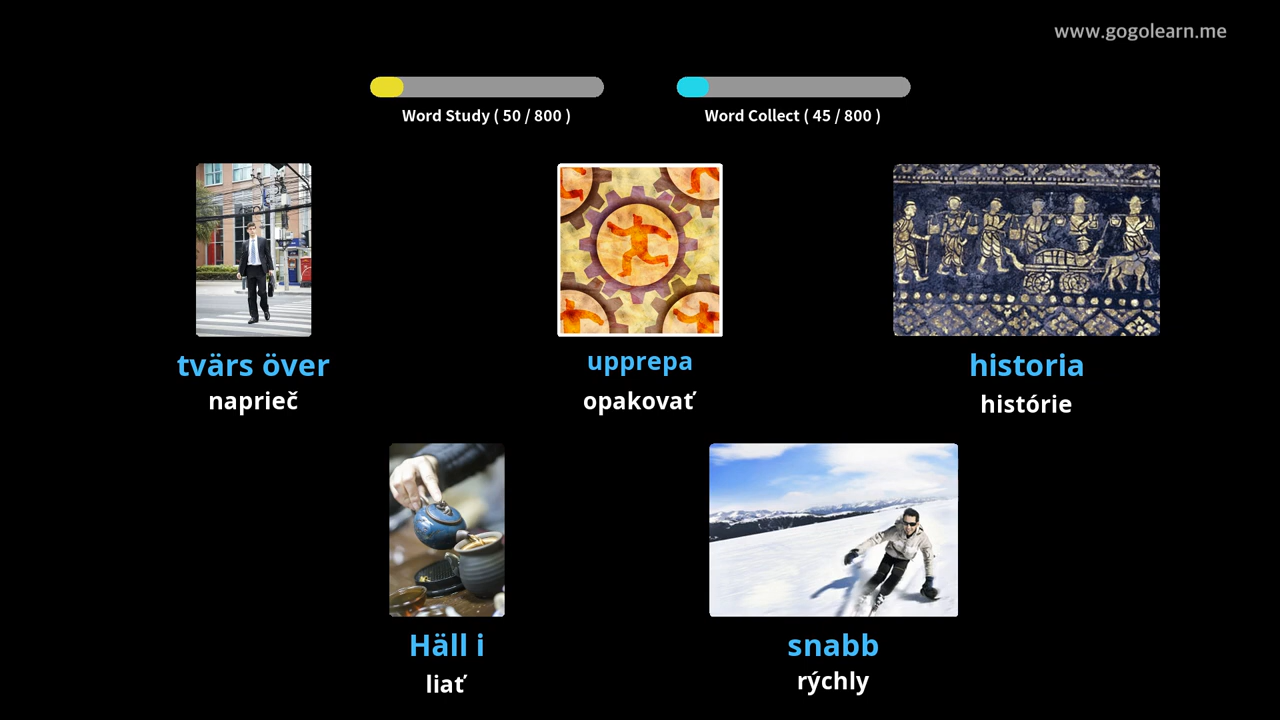 www.gogolearn.me
Word Study ( 50 / 800 )
Word Collect ( 45 / 800 )
tvärs över
naprieč
upprepa
opakovať
historia
histórie
Häll i
liať
snabb
rýchly